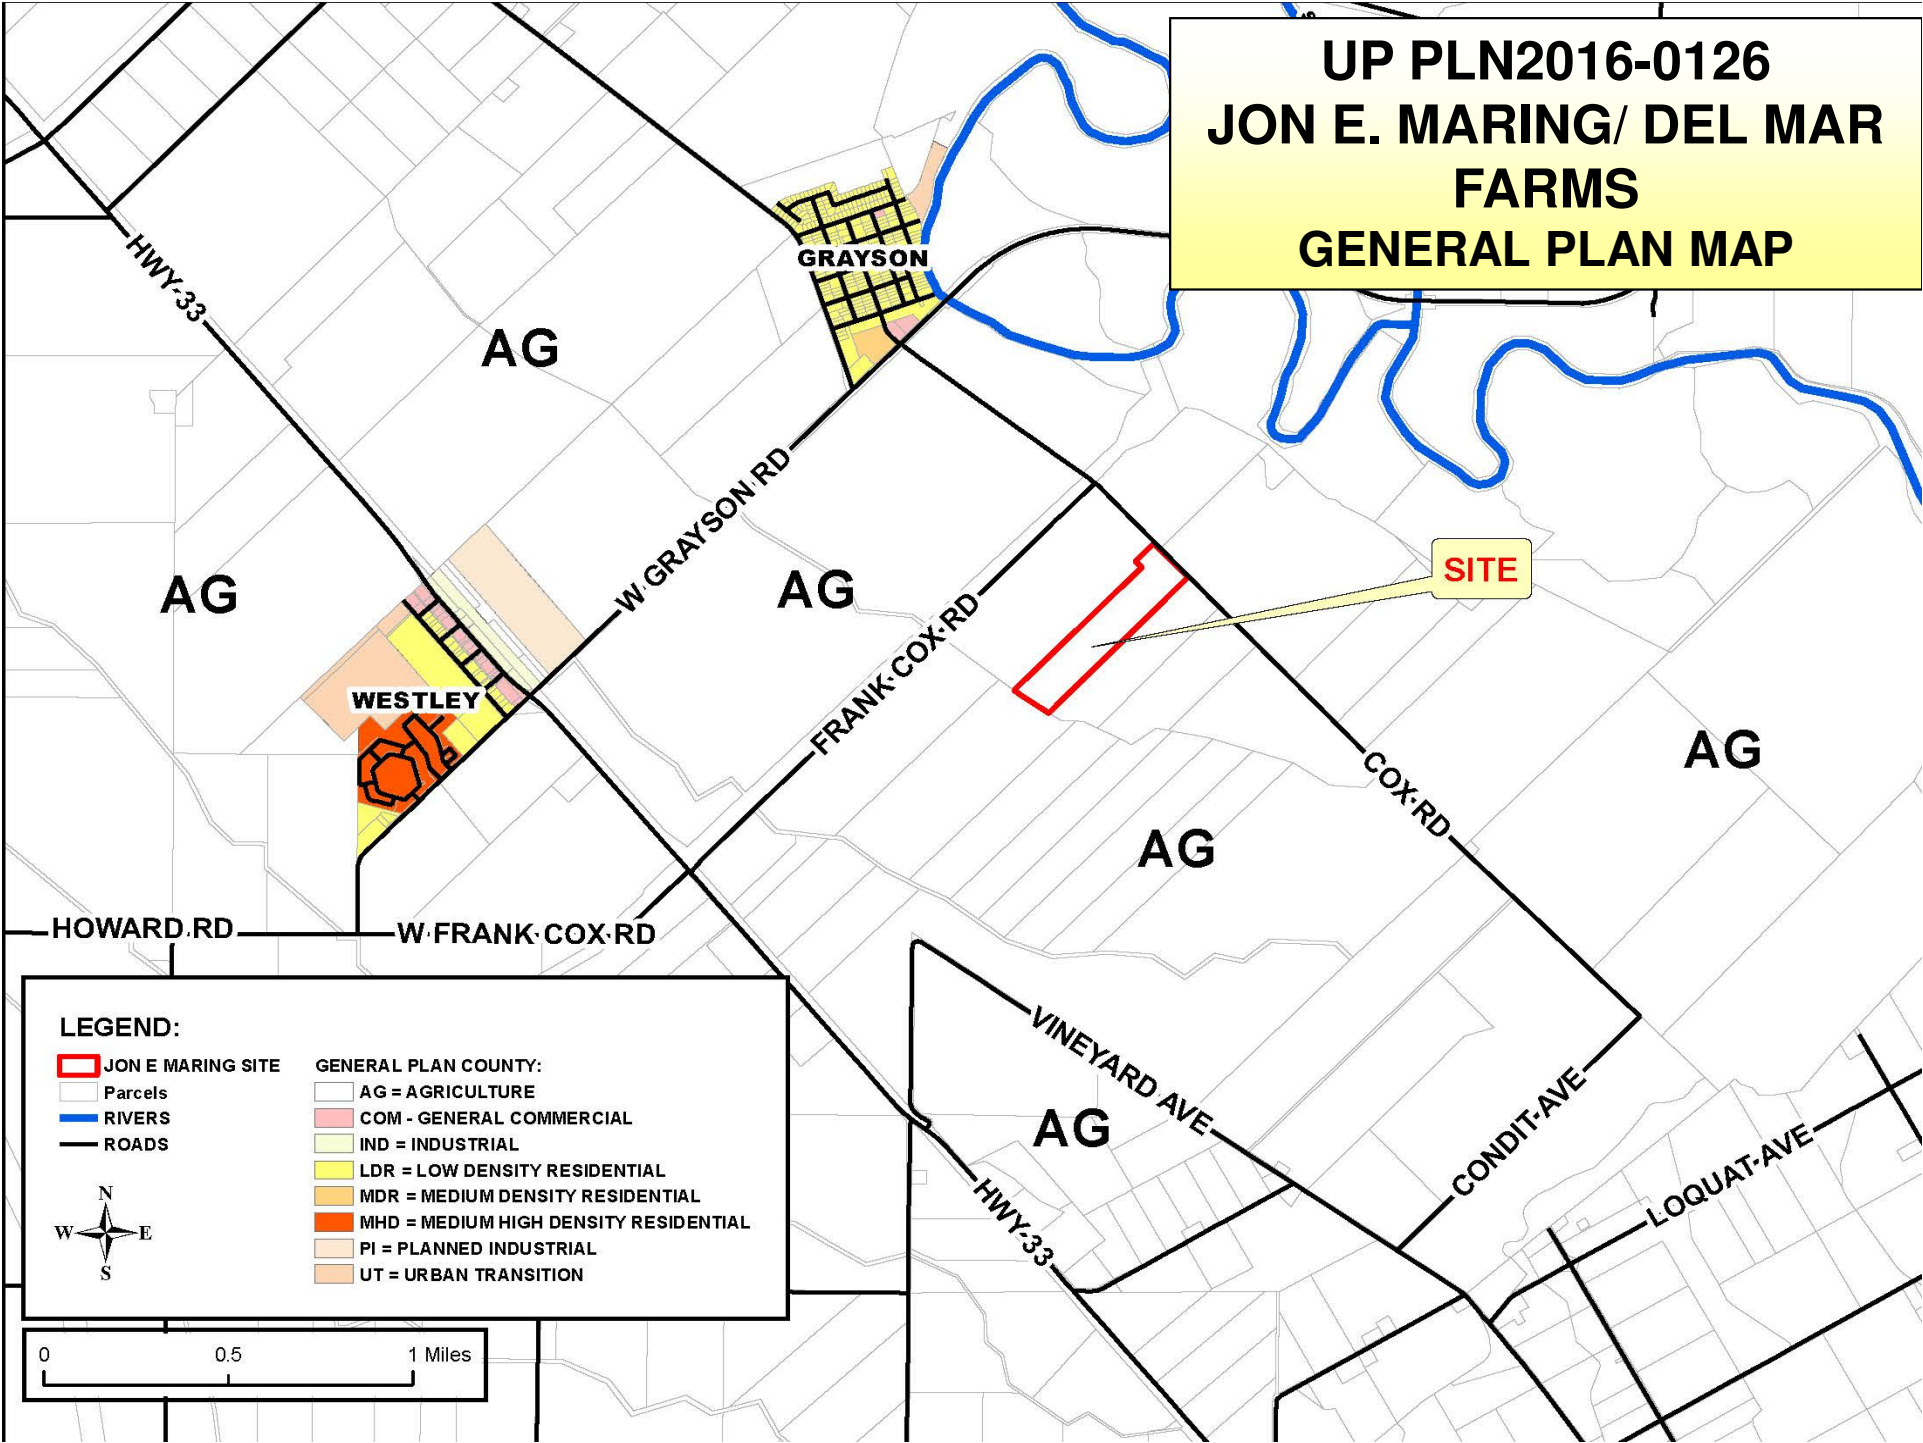 UP PLN2016-0126
JON E. MARING/ DEL MAR
FARMS
GENERAL PLAN MAP
HWY-33
GRAYSON
AG
W GRAYSON RD
AG
AG
SITE
FRANK COX RD
WESTLEY
COX RD
AG
AG
HOWARD RD
W FRANK COX RD
VINEYARD AVE
AG
CONDIT AVE
LOQUAT AVE
HWY-33
LEGEND:
JON E MARING SITE
Parcels
RIVERS
ROADS
N
W E
S
GENERAL PLAN COUNTY:
AG = AGRICULTURE
COM - GENERAL COMMERCIAL
IND = INDUSTRIAL
LDR = LOW DENSITY RESIDENTIAL
MDR = MEDIUM DENSITY RESIDENTIAL
MHD = MEDIUM HIGH DENSITY RESIDENTIAL
PI = PLANNED INDUSTRIAL
UT = URBAN TRANSITION
0 0.5 1 Miles